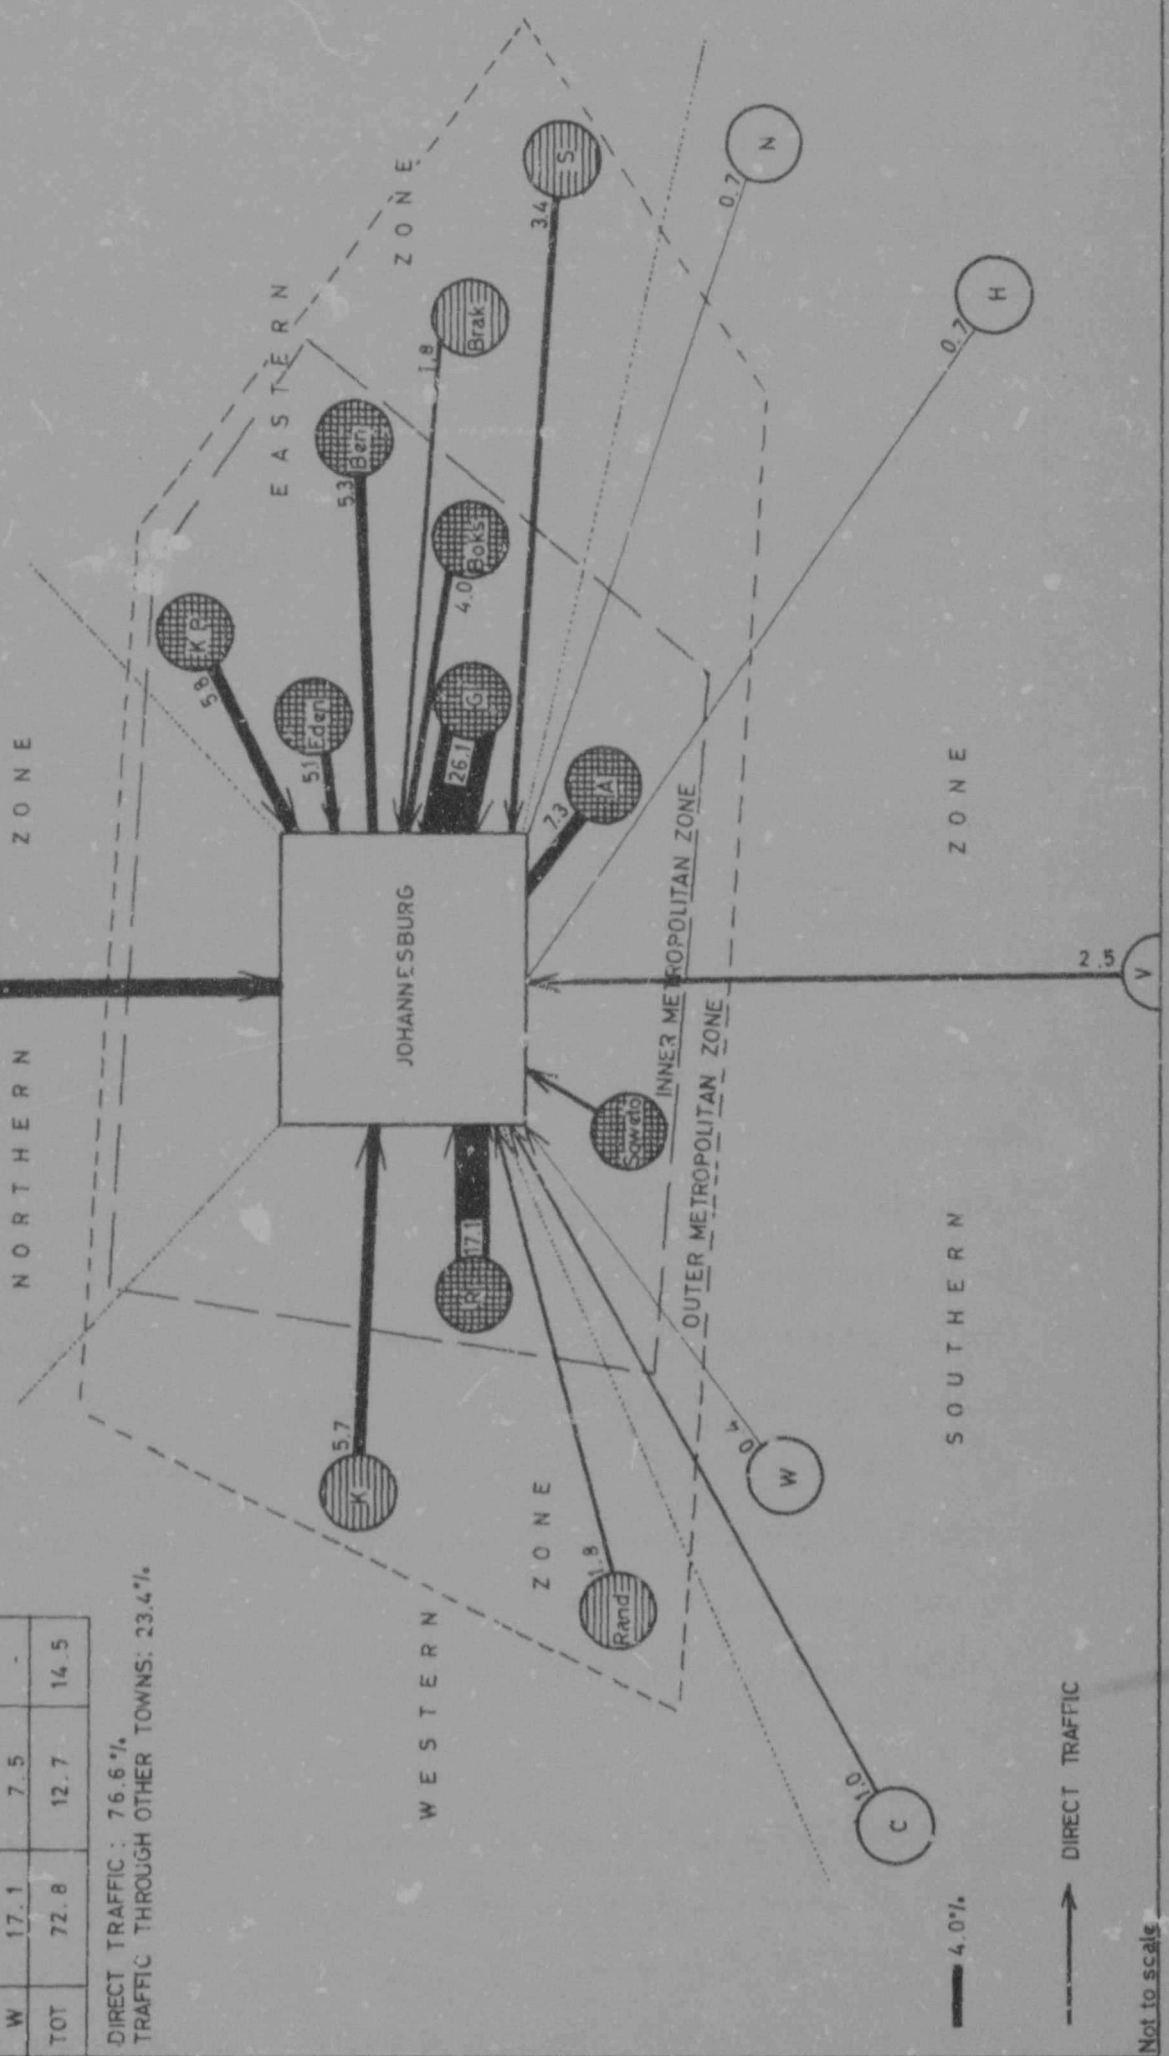 W 17.1 7.5 -
TOT 72.8 12.7 14.5
DIRECT TRAFFIC : 76.6%
TRAFFIC THROUGH OTHER TOWNS: 23.4%
NORTHERN ZONE
WESTERN ZONE
EASTERN ZONE
SOUTHERN ZONE
JOHANNESBURG
K 5.7
R 17.1
Rand 1.8
C 1.0
W 0.4
Soweto
V 2.5
K P 5.8
Eden 5.1
Ben 5.3
Brak 1.8
Boks 4.0
G 26.1
S 3.4
A 7.3
N 0.7
H 0.7
INNER METROPOLITAN ZONE
OUTER METROPOLITAN ZONE
4.0%
DIRECT TRAFFIC
Not to scale